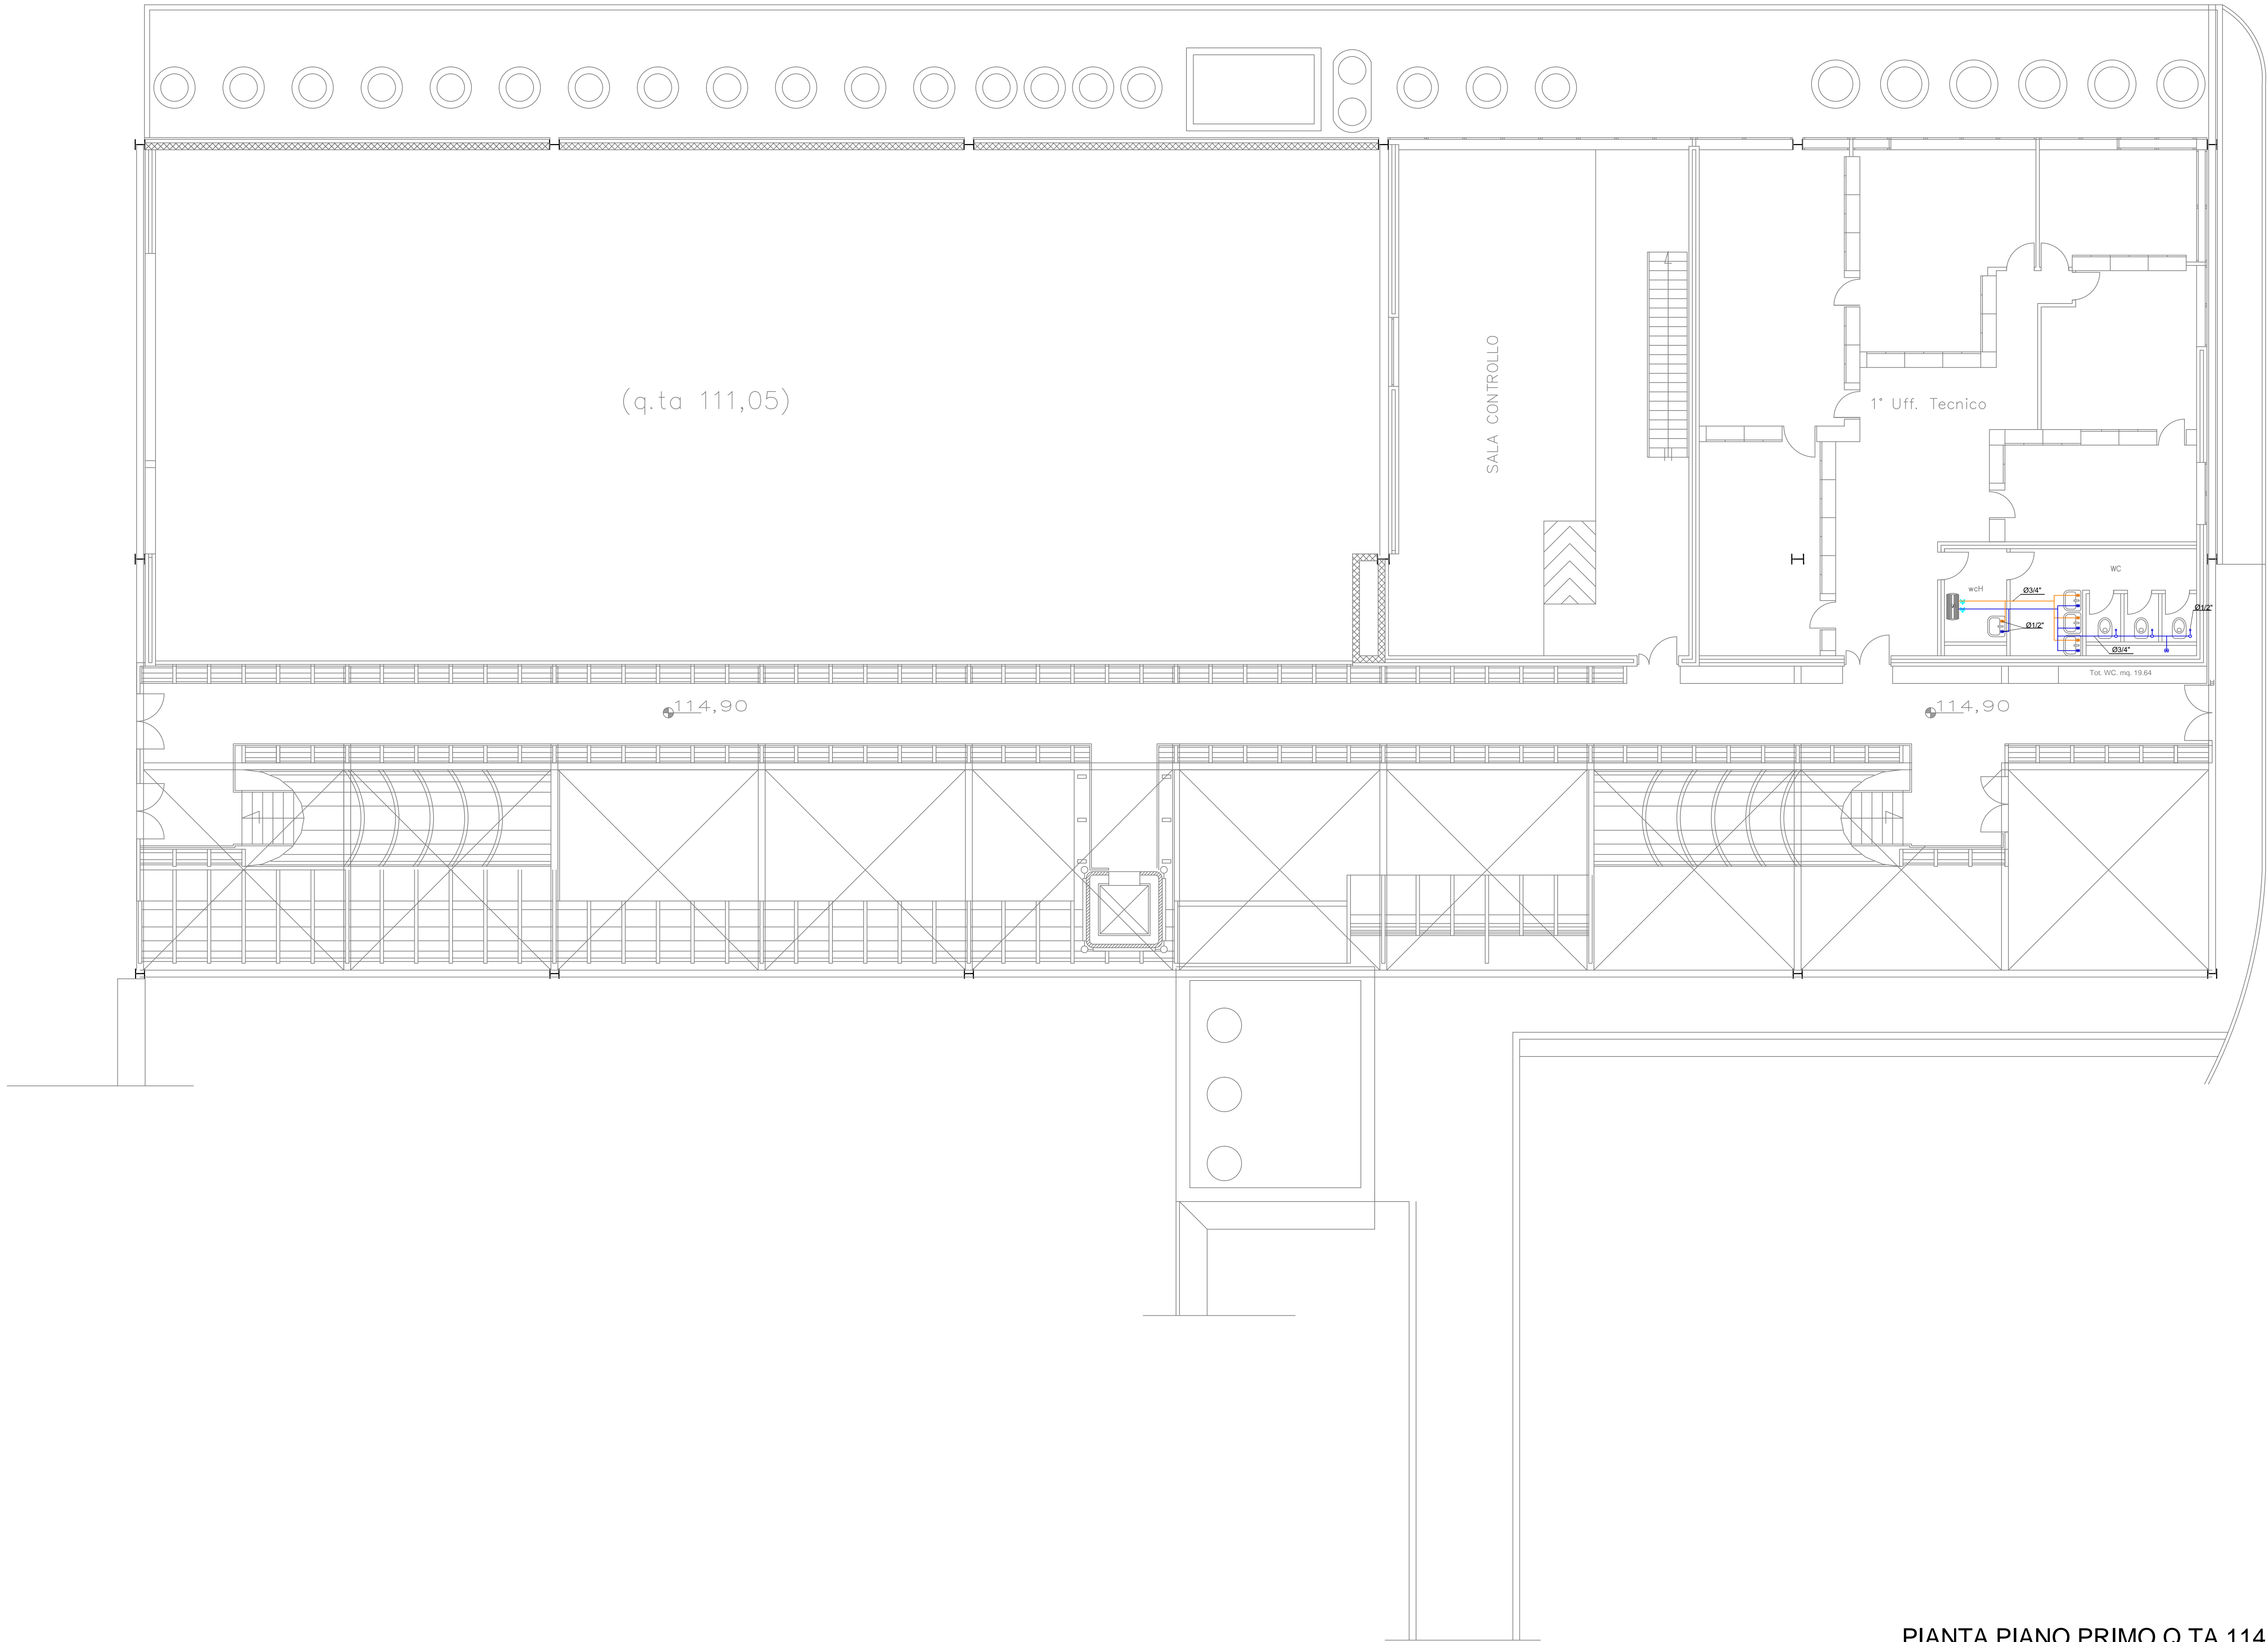 (q.ta 111,05)
SALA CONTROLLO
1° Uff. Tecnico
WC
wcH
Ø3/4"
Ø1/2"
Ø1/2"
Ø3/4"
Tot. WC. mq. 19.64
114,90
114,90
PIANTA PIANO PRIMO Q.TA 114